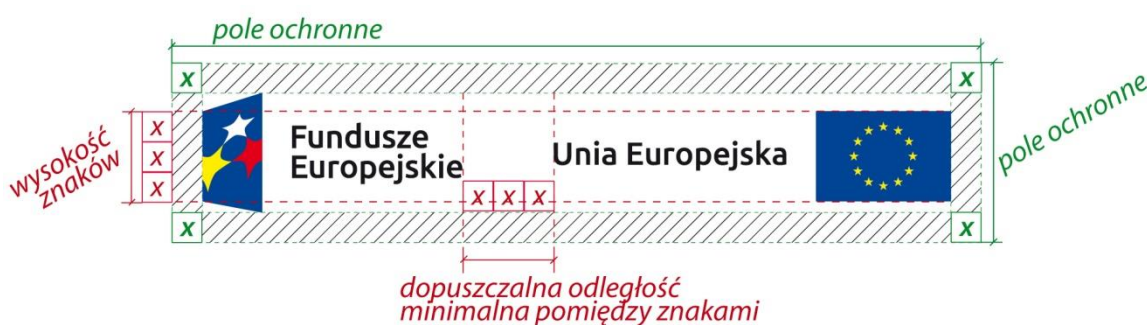 pole ochronne
x
x
pole ochronne
wysokość
znaków
x
x
x
Fundusze
Europejskie
Unia Europejska
x x x
x
x
dopuszczalna odległość
minimalna pomiędzy znakami